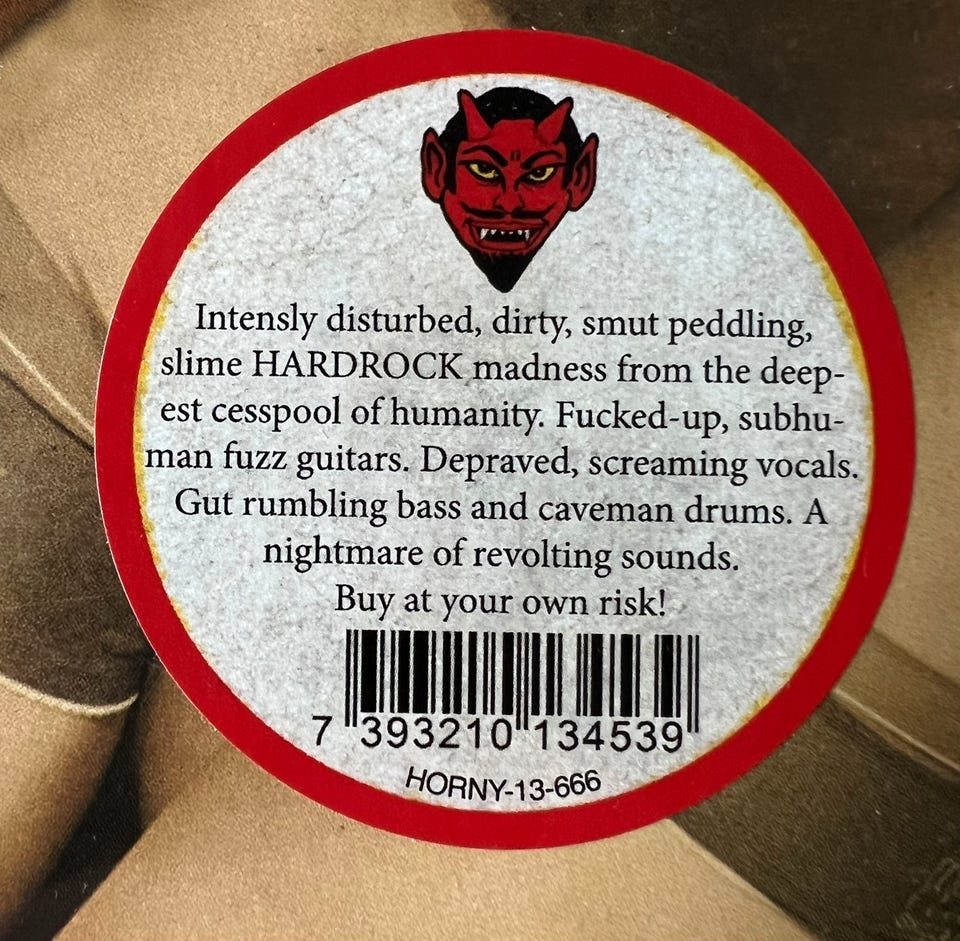 Intensly disturbed, dirty, smut peddling,
slime HARDROCK madness from the deep-
est cesspool of humanity. Fucked-up, subhu-
man fuzz guitars. Depraved, screaming vocals.
Gut rumbling bass and caveman drums. A
nightmare of revolting sounds.
Buy at your own risk!
7 393210 134539
HORNY-13-666